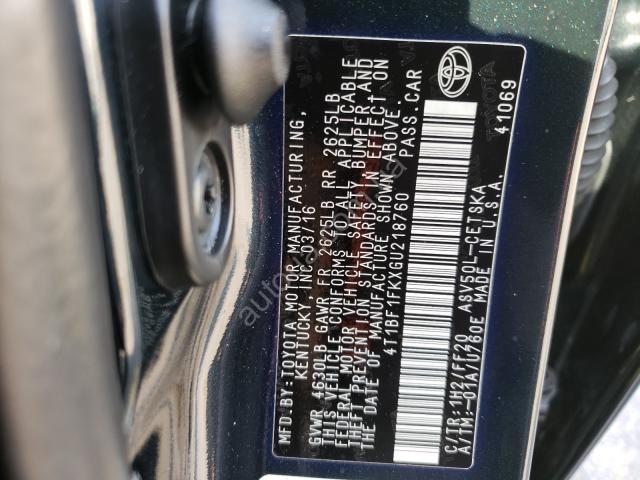 MFD.BY:TOYOTA MOTOR MANUFACTURING,
KENTUCKY, INC. 03/16
GVWR 4630LB GAWR FR 2625LB RR 2625LB
THIS VEHICLE CONFORMS TO ALL APPLICABLE
FEDERAL MOTOR VEHICLE SAFETY, BUMPER,AND
THEFT PREVENTION STANDARDS IN EFFECT ON
THE DATE OF MANUFACTURE SHOWN ABOVE.
4T1BF1FKXGU218760 PASS.CAR
C/TR:1H2/FF20 ASV50L-CETSKA
A/TM:-01A/U760E MADE IN U.S.A.
41069
TOYOTA